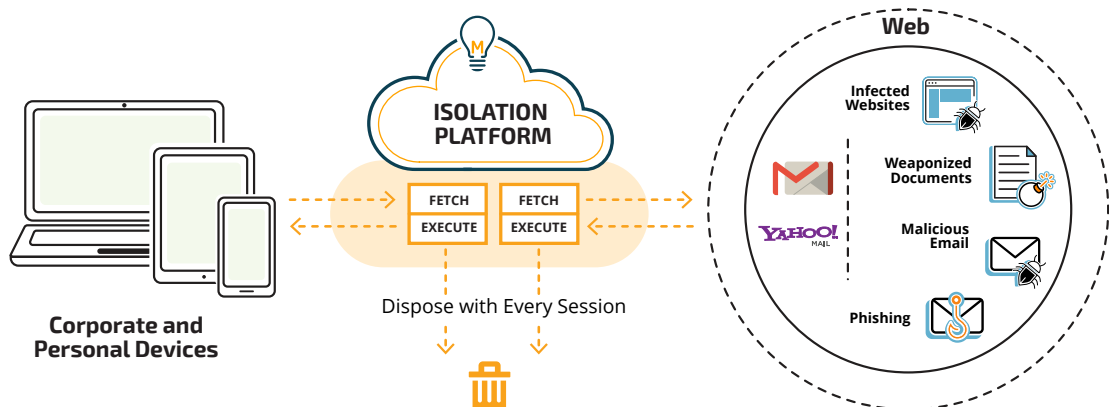 Corporate and
Personal Devices
M
ISOLATION
PLATFORM
FETCH
EXECUTE
FETCH
EXECUTE
Dispose with Every Session
Web
Infected
Websites
Weaponized
Documents
YAHOO!
MAIL
Malicious
Email
Phishing